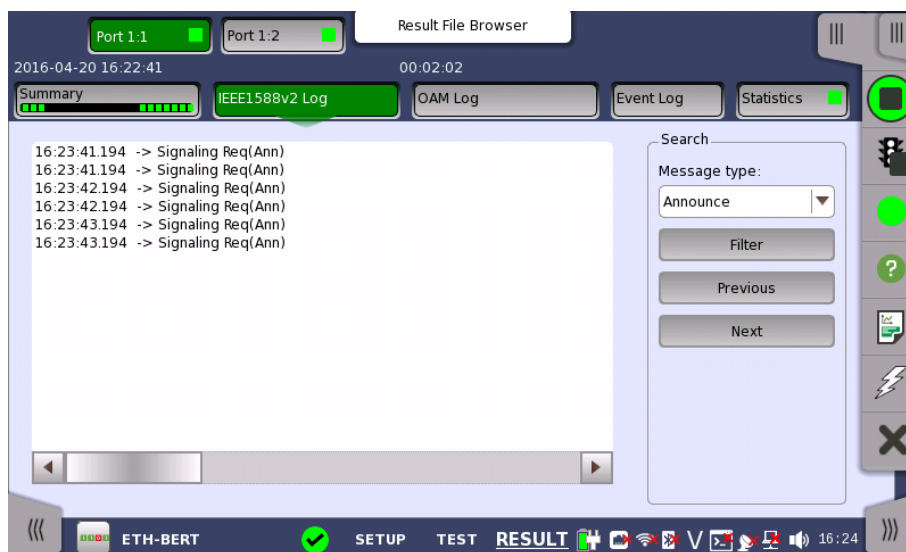 Port 1:1
Port 1:2
Result File Browser
2016-04-20 16:22:41
00:02:02
Summary
IEEE1588v2 Log
OAM Log
Event Log
Statistics
16:23:41.194 -> Signaling Req(Ann)
16:23:41.194 -> Signaling Req(Ann)
16:23:42.194 -> Signaling Req(Ann)
16:23:42.194 -> Signaling Req(Ann)
16:23:43.194 -> Signaling Req(Ann)
16:23:43.194 -> Signaling Req(Ann)
Search
Message type:
Announce
Filter
Previous
Next
ETH-BERT
SETUP
TEST
RESULT
16:24